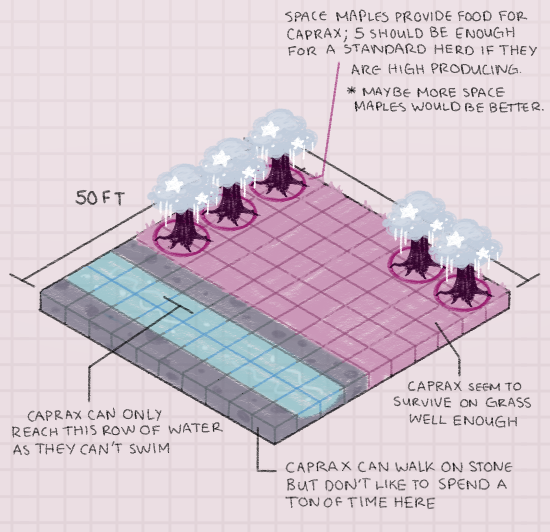 SPACE MAPLES PROVIDE FOOD FOR
CAPRAX; 5 SHOULD BE ENOUGH
FOR A STANDARD HERD IF THEY
ARE HIGH PRODUCING.
* MAYBE MORE SPACE
MAPLES WOULD BE BETTER.
50 FT
CAPRAX CAN ONLY
REACH THIS ROW OF WATER
AS THEY CAN'T SWIM
CAPRAX SEEM TO
SURVIVE ON GRASS
WELL ENOUGH
CAPRAX CAN WALK ON STONE
BUT DON'T LIKE TO SPEND A
TON OF TIME HERE